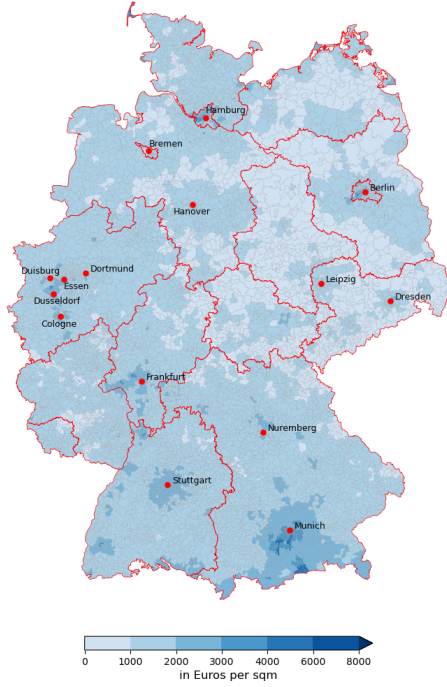 Hamburg
Bremen
Berlin
Hanover
Duisburg
Dortmund
Essen
Leipzig
Dusseldorf
Dresden
Cologne
Frankfurt
Nuremberg
Stuttgart
Munich
0 1000 2000 3000 4000 6000 8000
in Euros per sqm